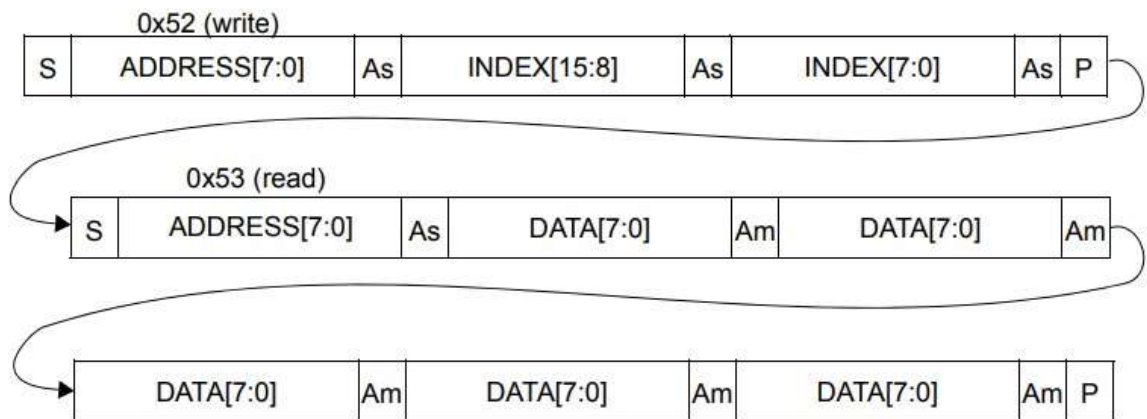 0x52 (write)
S ADDRESS[7:0] As INDEX[15:8] As INDEX[7:0] As P
0x53 (read)
S ADDRESS[7:0] As DATA[7:0] Am DATA[7:0] Am
DATA[7:0] Am DATA[7:0] Am DATA[7:0] Am P